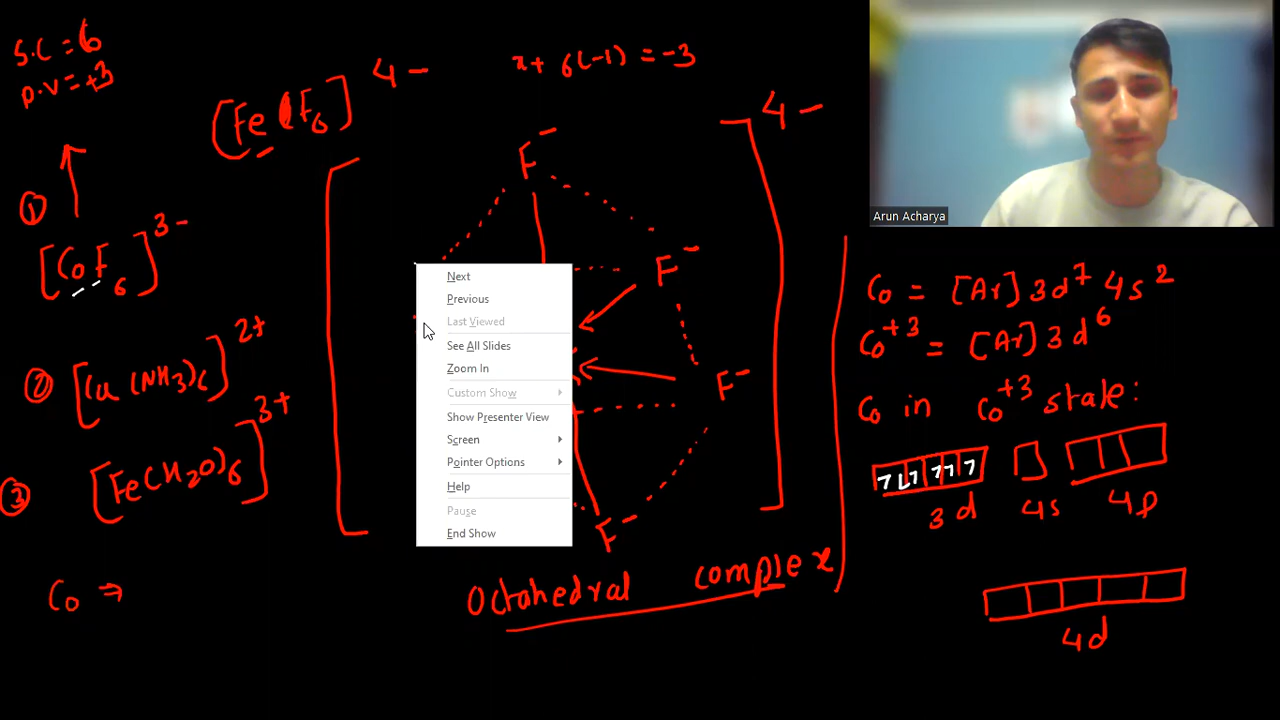 S.C = 6
P.V = +3
[FeF6]4-
x + 6(-1) = -3
4-
F-
F-
F-
F-
①
[CoF6]3-
②
[Cu(NH3)6]2+
③
[Fe(H2O)6]3+
Co ⇒
Octahedral complex
Next
Previous
Last Viewed
See All Slides
Zoom In
Custom Show
Show Presenter View
Screen
Pointer Options
Help
Pause
End Show
Arun Acharya
Co = [Ar] 3d7 4s2
Co+3 = [Ar] 3d6
Co in Co+3 state:
3d 4s 4p
4d